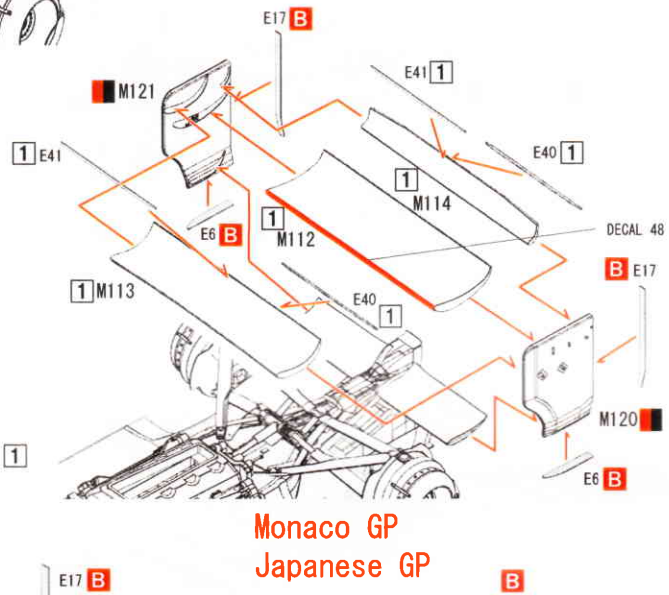 E17 B
M121
E41 1
1 E41
E40 1
1
M114
E6 B
1
M112
DECAL 48
B E17
1 M113
E40
1
M120
1
E6 B
Monaco GP
Japanese GP
E17 B
B